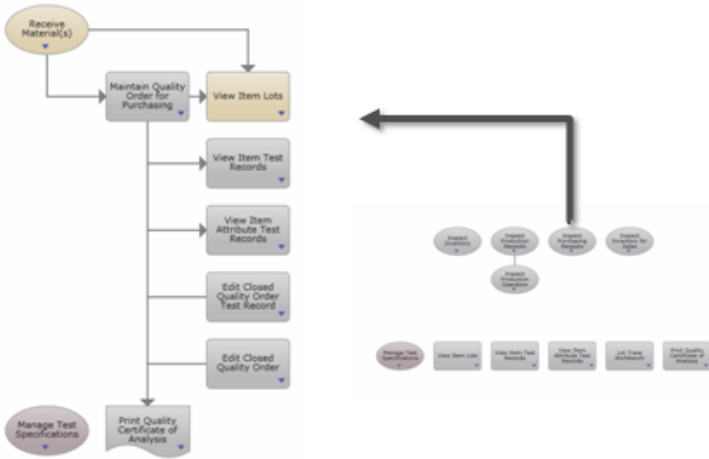 Receive
Material(s)
Maintain Quality
Order for
Purchasing
View Item Lots
View Item Test
Records
View Item
Attribute Test
Records
Edit Closed
Quality Order
Test Record
Edit Closed
Quality Order
Manage Test
Specifications
Print Quality
Certificate of
Analysis
Inspect
Inventory
Inspect
Production
Receipts
Inspect
Purchasing
Receipts
Inspect
Inventory for
Sales
Inspect
Production
Operation
Manage Test
Specifications
View Item Lots
View Item Test
Records
View Item
Attribute Test
Records
Lot Trace
Workbench
Print Quality
Certificate of
Analysis